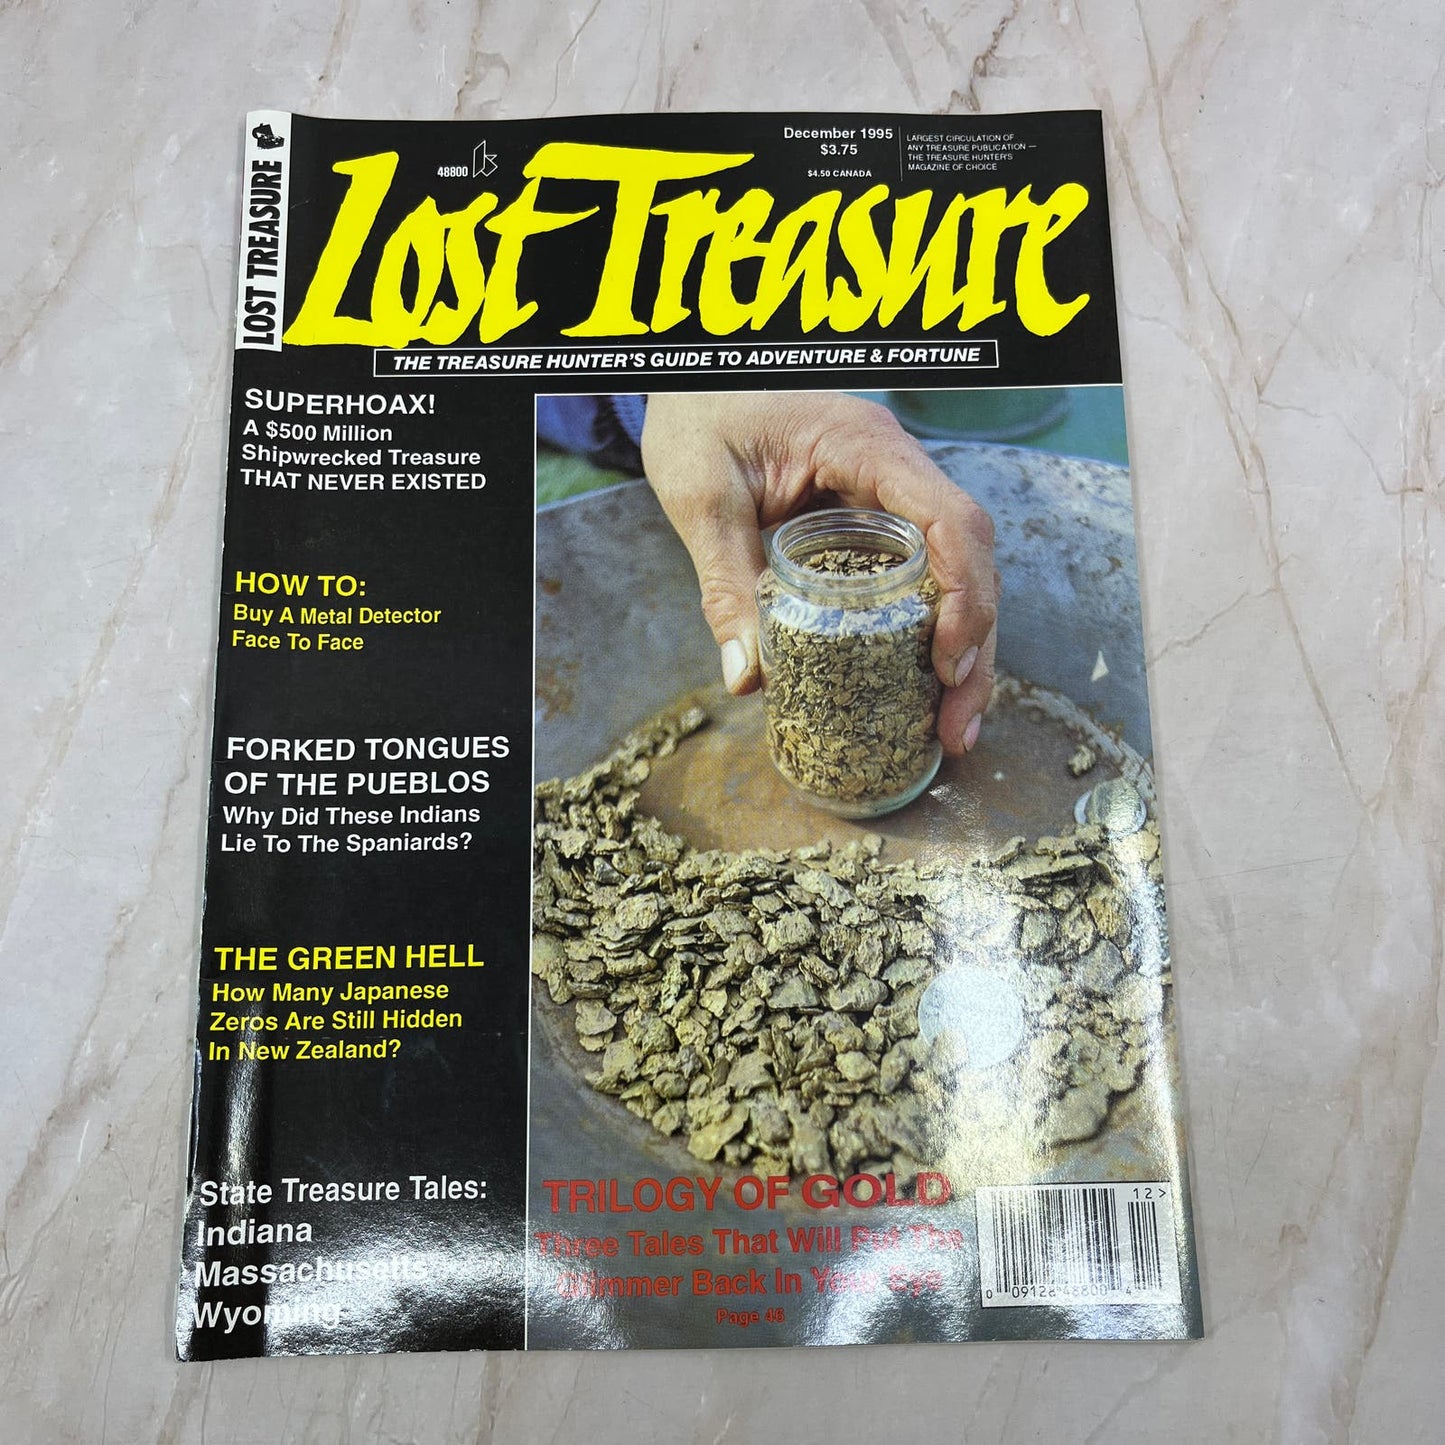 LOST TREASURE
48800
December 1995
$3.75
$4.50 CANADA
LARGEST CIRCULATION OF
ANY TREASURE PUBLICATION —
THE TREASURE HUNTER'S
MAGAZINE OF CHOICE
Lost Treasure
THE TREASURE HUNTER'S GUIDE TO ADVENTURE & FORTUNE
SUPERHOAX!
A $500 Million
Shipwrecked Treasure
THAT NEVER EXISTED
HOW TO:
Buy A Metal Detector
Face To Face
FORKED TONGUES
OF THE PUEBLOS
Why Did These Indians
Lie To The Spaniards?
THE GREEN HELL
How Many Japanese
Zeros Are Still Hidden
In New Zealand?
State Treasure Tales:
Indiana
Massachusetts
Wyoming
TRILOGY OF GOLD
Three Tales That Will Put The
Glimmer Back In Your Eye
Page 46
12>
0 09128 48800 4